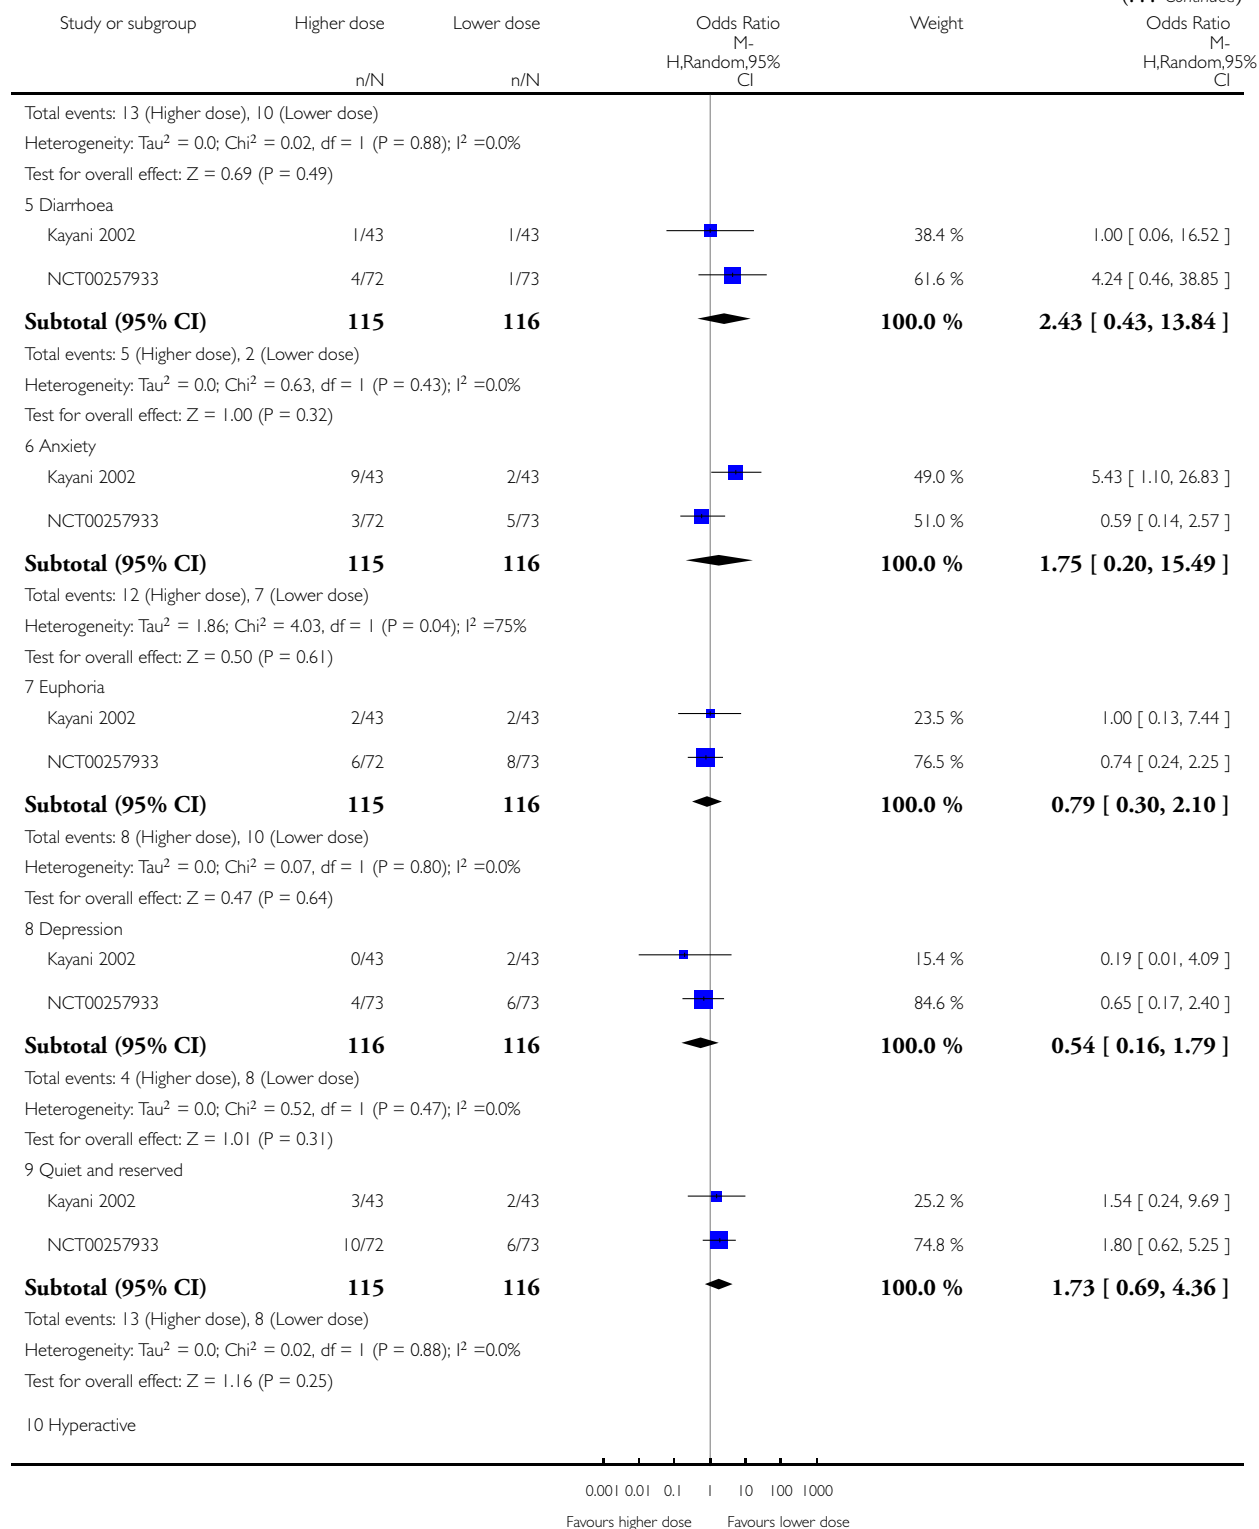 Continued)
Study or subgroup Higher dose Lower dose Odds Ratio Weight Odds Ratio
M- M-
H,Random,95% H,Random,95%
n/N n/N CI CI
Total events: 13 (Higher dose), 10 (Lower dose)
Heterogeneity: Tau² = 0.0; Chi² = 0.02, df = 1 (P = 0.88); I² =0.0%
Test for overall effect: Z = 0.69 (P = 0.49)
5 Diarrhoea
Kayani 2002 1/43 1/43 38.4 % 1.00 [ 0.06, 16.52 ]
NCT00257933 4/72 1/73 61.6 % 4.24 [ 0.46, 38.85 ]
Subtotal (95% CI) 115 116 100.0 % 2.43 [ 0.43, 13.84 ]
Total events: 5 (Higher dose), 2 (Lower dose)
Heterogeneity: Tau² = 0.0; Chi² = 0.63, df = 1 (P = 0.43); I² =0.0%
Test for overall effect: Z = 1.00 (P = 0.32)
6 Anxiety
Kayani 2002 9/43 2/43 49.0 % 5.43 [ 1.10, 26.83 ]
NCT00257933 3/72 5/73 51.0 % 0.59 [ 0.14, 2.57 ]
Subtotal (95% CI) 115 116 100.0 % 1.75 [ 0.20, 15.49 ]
Total events: 12 (Higher dose), 7 (Lower dose)
Heterogeneity: Tau² = 1.86; Chi² = 4.03, df = 1 (P = 0.04); I² =75%
Test for overall effect: Z = 0.50 (P = 0.61)
7 Euphoria
Kayani 2002 2/43 2/43 23.5 % 1.00 [ 0.13, 7.44 ]
NCT00257933 6/72 8/73 76.5 % 0.74 [ 0.24, 2.25 ]
Subtotal (95% CI) 115 116 100.0 % 0.79 [ 0.30, 2.10 ]
Total events: 8 (Higher dose), 10 (Lower dose)
Heterogeneity: Tau² = 0.0; Chi² = 0.07, df = 1 (P = 0.80); I² =0.0%
Test for overall effect: Z = 0.47 (P = 0.64)
8 Depression
Kayani 2002 0/43 2/43 15.4 % 0.19 [ 0.01, 4.09 ]
NCT00257933 4/73 6/73 84.6 % 0.65 [ 0.17, 2.40 ]
Subtotal (95% CI) 116 116 100.0 % 0.54 [ 0.16, 1.79 ]
Total events: 4 (Higher dose), 8 (Lower dose)
Heterogeneity: Tau² = 0.0; Chi² = 0.52, df = 1 (P = 0.47); I² =0.0%
Test for overall effect: Z = 1.01 (P = 0.31)
9 Quiet and reserved
Kayani 2002 3/43 2/43 25.2 % 1.54 [ 0.24, 9.69 ]
NCT00257933 10/72 6/73 74.8 % 1.80 [ 0.62, 5.25 ]
Subtotal (95% CI) 115 116 100.0 % 1.73 [ 0.69, 4.36 ]
Total events: 13 (Higher dose), 8 (Lower dose)
Heterogeneity: Tau² = 0.0; Chi² = 0.02, df = 1 (P = 0.88); I² =0.0%
Test for overall effect: Z = 1.16 (P = 0.25)
10 Hyperactive
0.001 0.01 0.1 1 10 100 1000
Favours higher dose Favours lower dose